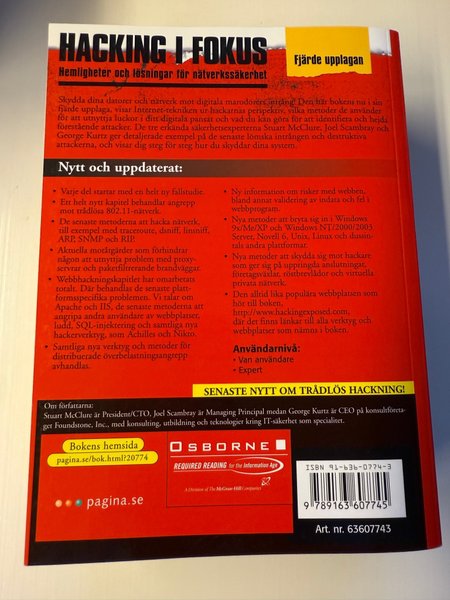 HACKING I FOKUS
Hemligheter och lösningar för nätverkssäkerhet
Fjärde upplagan
Skydda dina datorer och nätverk mot digitala marodörers intrång! Den här bokens nu i sin
fjärde upplaga, visar Internet-tekniken ur hackarnas perspektiv, vilka metoder de använder
för att utnyttja luckor i ditt digitala pansat och vad du kan göra för att identifiera och hejda
förestående attacker. De tre erkända säkerhetsexperterna Stuart McClure, Joel Scambray och
George Kurtz ger detaljerade exempel på de senaste lömska intrången och destruktiva
attackerna, och visar dig steg för steg hur du skyddar dina system.
Nytt och uppdaterat:
• Varje del startar med en helt ny fallstudie.
• Ett helt nytt kapitel behandlar angrepp
mot trådlösa 802.11-nätverk.
• De senaste metoderna att hacka nätverk,
till exempel med traceroute, dsniff, linsniff,
ARP, SNMP och RIP.
• Aktuella motåtgärder som förhindrar
någon att utnyttja problem med proxy-
servrar och paketfiltrerande brandväggar.
• Webbhackningskapitlet har omarbetats
totalt. Där behandlas de senaste platt-
formsspecifika problemen. Vi talar om
Apache och IIS, de senaste metoderna att
angripa andra användare av webbplatser,
ludd, SQL-injektering och samtliga nya
hackerverktyg, som Achilles och Nikto.
• Samtliga nya verktyg och metoder för
distribuerade överbelastningsangrepp
avhandlas.
• Ny information om risker med webben,
bland annat validering av indata och fel i
webbprogram.
• Nya metoder att bryta sig in i Windows
9x/Me/XP och Windows NT/2000/2003
Server, Novell 6, Unix, Linux och dussin-
tals andra plattformar.
• Nya metoder att skydda sig mot hackare
som ger sig på uppringda anslutningar,
företagsväxlar, röstbrevlådor och virtuella
privata nätverk.
• Den alltid lika populära webbplatsen som
hör till boken,
http://www.hackingexposed.com,
där det finns länkar till alla verktyg och
webbplatser som nämns i boken.
Användarnivå:
• Van användare
• Expert
SENASTE NYTT OM TRÅDLÖS HACKNING!
Om författarna:
Stuart McClure är President/CTO, Joel Scambray är Managing Principal medan George Kurtz är CEO på konsultföreta-
get Foundstone, Inc., med konsulting, utbildning och teknologier kring IT-säkerhet som specialitet.
Bokens hemsida
pagina.se/bok.html?20774
pagina.se
OSBORNE
REQUIRED READING for the Information Age
A Division of The McGraw-Hill Companies
ISBN 91-636-0774-3
9 789163 607745
Art. nr. 63607743